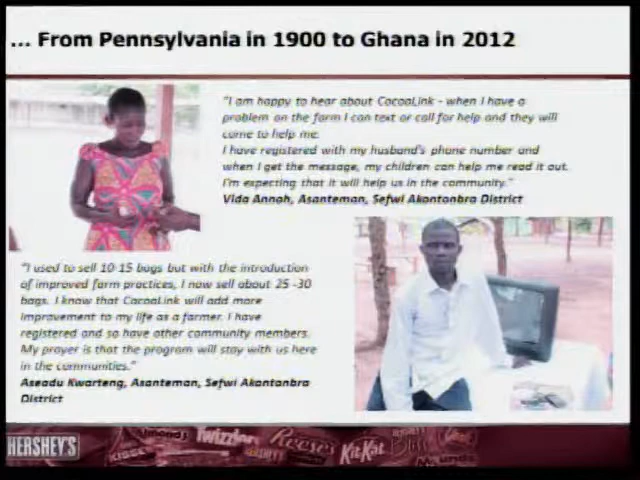 ... From Pennsylvania in 1900 to Ghana in 2012
"I am happy to hear about CocoaLink - when I have a
problem on the farm I can text or call for help and they will
come to help me.
I have registered with my husband's phone number and
when I get the message, my children can help me read it out.
I'm expecting that it will help us in the community."
Vida Annoh, Asanteman, Sefwi Akontonbra District
"I used to sell 10-15 bags but with the introduction
of improved farm practices, I now sell about 25 -30
bags. I know that CocoaLink will add more
improvement to my life as a farmer. I have
registered and so have other community members.
My prayer is that the program will stay with us here
in the communities."
Aseadu Kwarteng, Asanteman, Sefwi Akontonbra
District
HERSHEY'S
KISSES
Twizzlers
Reese's
KitKat
Bliss
Mounds